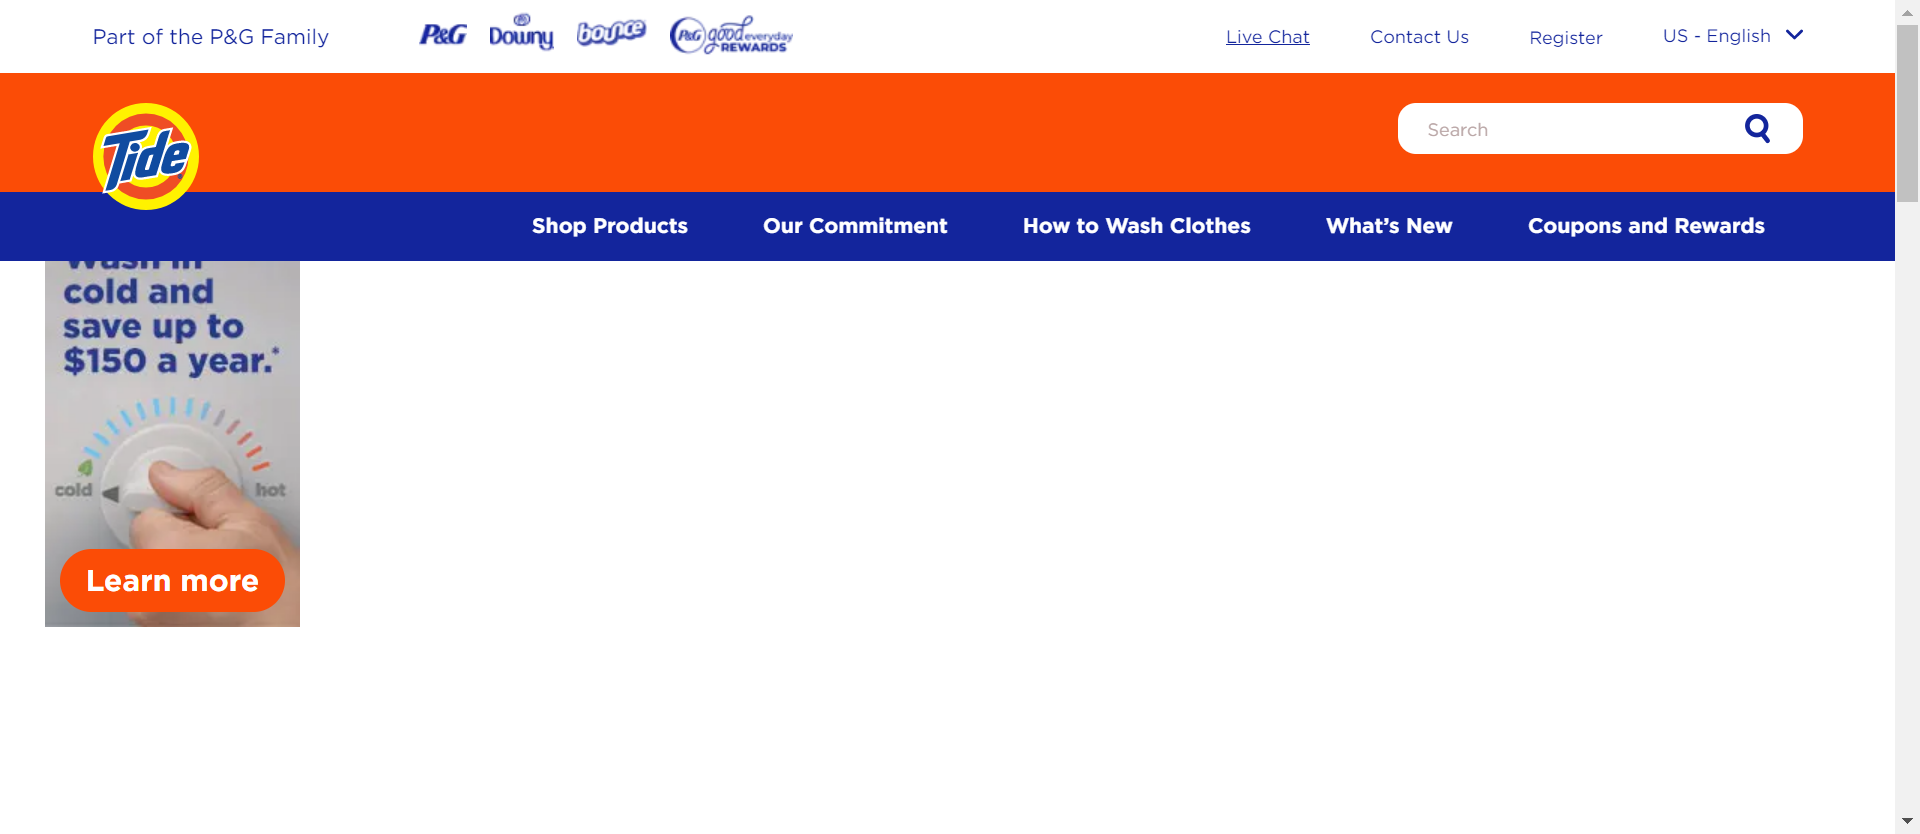 Part of the P&G Family
P&G
Downy
bounce
P&G good everyday
REWARDS
Live Chat
Contact Us
Register
US - English
Tide
Search
Shop Products
Our Commitment
How to Wash Clothes
What’s New
Coupons and Rewards
Wash in
cold and
save up to
$150 a year.*
cold
hot
Learn more